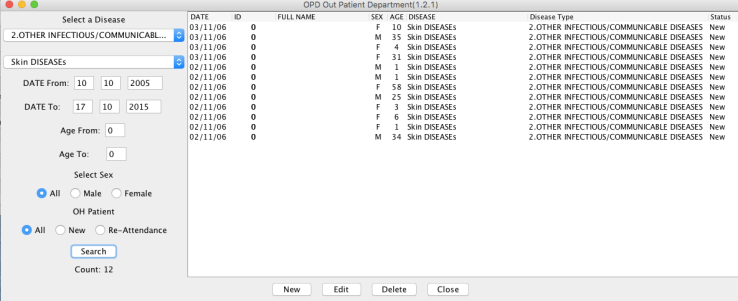 OPD Out Patient Department(1.2.1)
Select a Disease
2.OTHER INFECTIOUS/COMMUNICABL...
Skin DISEASEs
DATE From: 10 10 2005
DATE To: 17 10 2015
Age From: 0
Age To: 0
Select Sex
All Male Female
OH Patient
All New Re-Attendance
Search
Count: 12
DATE ID FULL NAME SEX AGE DISEASE Disease Type Status
03/11/06 0 F 10 Skin DISEASEs 2.OTHER INFECTIOUS/COMMUNICABLE DISEASES New
03/11/06 0 M 35 Skin DISEASEs 2.OTHER INFECTIOUS/COMMUNICABLE DISEASES New
03/11/06 0 F 4 Skin DISEASEs 2.OTHER INFECTIOUS/COMMUNICABLE DISEASES New
03/11/06 0 F 31 Skin DISEASEs 2.OTHER INFECTIOUS/COMMUNICABLE DISEASES New
02/11/06 0 M 1 Skin DISEASEs 2.OTHER INFECTIOUS/COMMUNICABLE DISEASES New
02/11/06 0 M 1 Skin DISEASEs 2.OTHER INFECTIOUS/COMMUNICABLE DISEASES New
02/11/06 0 F 58 Skin DISEASEs 2.OTHER INFECTIOUS/COMMUNICABLE DISEASES New
02/11/06 0 M 25 Skin DISEASEs 2.OTHER INFECTIOUS/COMMUNICABLE DISEASES New
02/11/06 0 F 3 Skin DISEASEs 2.OTHER INFECTIOUS/COMMUNICABLE DISEASES New
02/11/06 0 F 6 Skin DISEASEs 2.OTHER INFECTIOUS/COMMUNICABLE DISEASES New
02/11/06 0 F 1 Skin DISEASEs 2.OTHER INFECTIOUS/COMMUNICABLE DISEASES New
02/11/06 0 M 34 Skin DISEASEs 2.OTHER INFECTIOUS/COMMUNICABLE DISEASES New
New Edit Delete Close